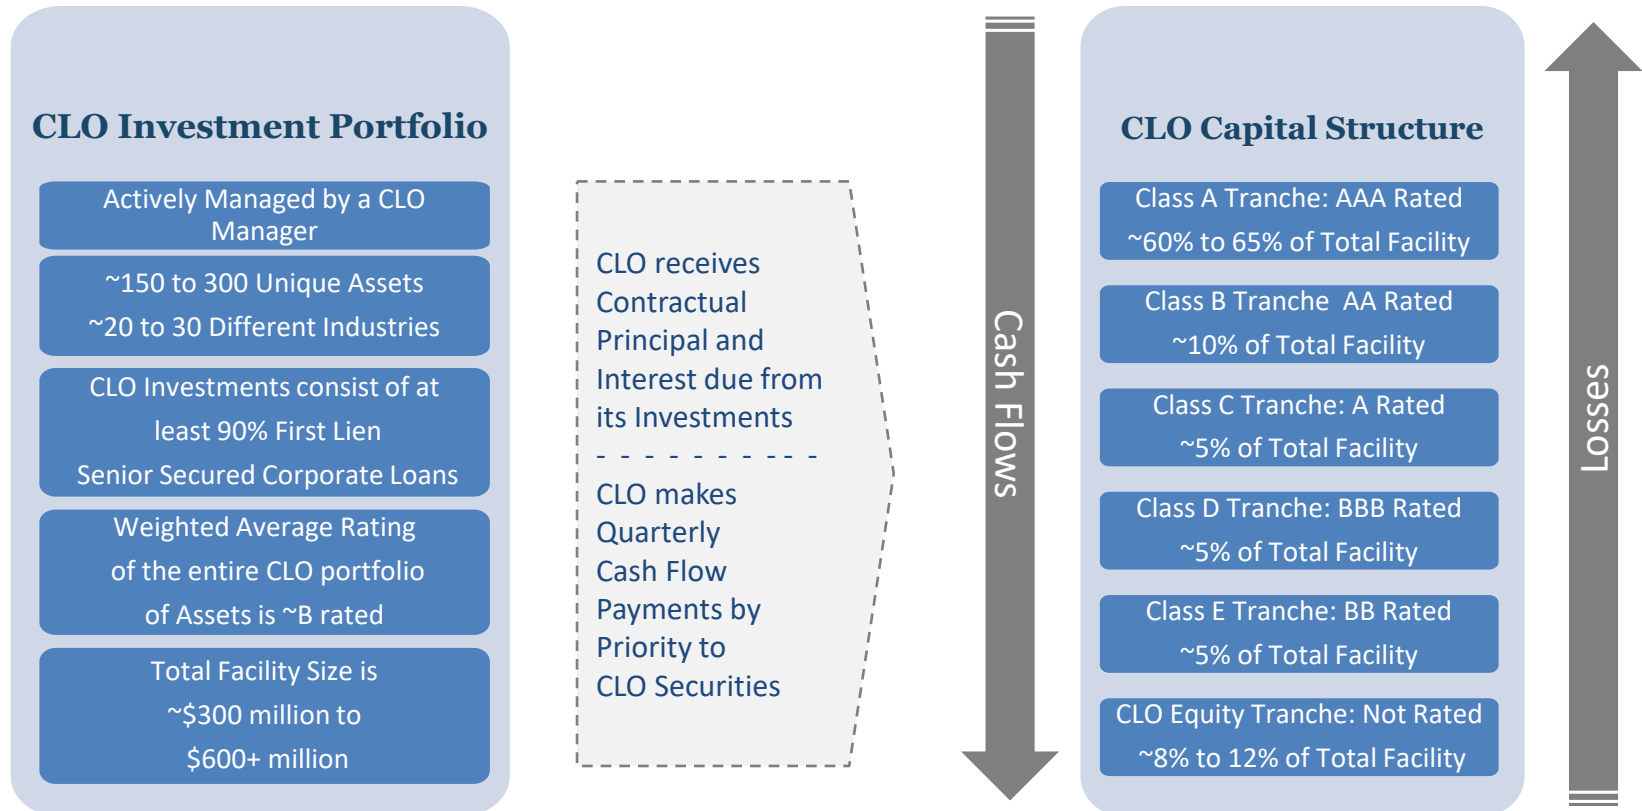 CLO Investment Portfolio
Actively Managed by a CLO
Manager
~150 to 300 Unique Assets
~20 to 30 Different Industries
CLO Investments consist of at
least 90% First Lien
Senior Secured Corporate Loans
Weighted Average Rating
of the entire CLO portfolio
of Assets is ~B rated
Total Facility Size is
~$300 million to
$600+ million
CLO receives
Contractual
Principal and
Interest due from
its Investments
- - - - - - - - - -
CLO makes
Quarterly
Cash Flow
Payments by
Priority to
CLO Securities
Cash Flows
CLO Capital Structure
Class A Tranche: AAA Rated
~60% to 65% of Total Facility
Class B Tranche  AA Rated
~10% of Total Facility
Class C Tranche: A Rated
~5% of Total Facility
Class D Tranche: BBB Rated
~5% of Total Facility
Class E Tranche: BB Rated
~5% of Total Facility
CLO Equity Tranche: Not Rated
~8% to 12% of Total Facility
Losses